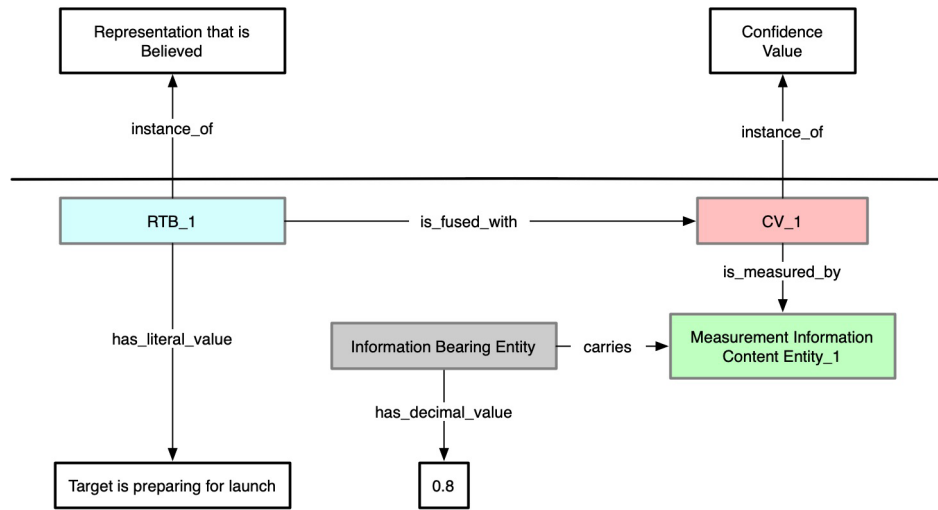 Representation that is
Believed
Confidence
Value
instance_of
instance_of
RTB_1
is_fused_with
CV_1
is_measured_by
has_literal_value
Information Bearing Entity
carries
Measurement Information
Content Entity_1
has_decimal_value
Target is preparing for launch
0.8